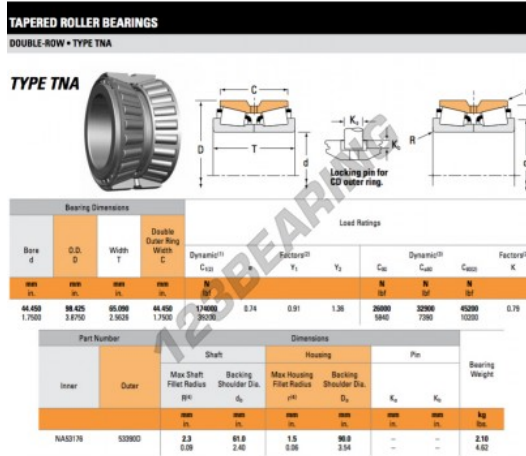 TAPERED ROLLER BEARINGS
DOUBLE-ROW • TYPE TNA
TYPE TNA
C
D
T
d
Ka
Kb
R
Locking pin for
CD outer ring.
123BEARING
Bearing Dimensions
Load Ratings
Bore
d
O.D.
D
Width
T
Double
Outer Ring
Width
C
Dynamic(1)
C1(2)
e
Factors(2)
Y1
Y2
Dynamic(3)
C90
Ca90
C90(2)
Factors(2)
K
mm mm mm mm N N N N
in. in. in. in. lbf lbf lbf lbf
44.450 98.425 65.090 44.450 174000 0.74 0.91 1.36 26000 32900 45200 0.79
1.7500 3.8750 2.5626 1.7500 39200 5840 7390 10200
Part Number
Dimensions
Bearing
Weight
Inner
Outer
Shaft
Housing
Pin
Max Shaft
Fillet Radius
R(4)
Backing
Shoulder Dia.
db
Max Housing
Fillet Radius
r(4)
Backing
Shoulder Dia.
Da
Ka
Kb
mm mm mm mm mm mm kg
in. in. in. in. in. in. lbs.
NA53176 53390D 2.3 61.0 1.5 90.0 – – 2.10
0.09 2.40 0.06 3.54 – – 4.62